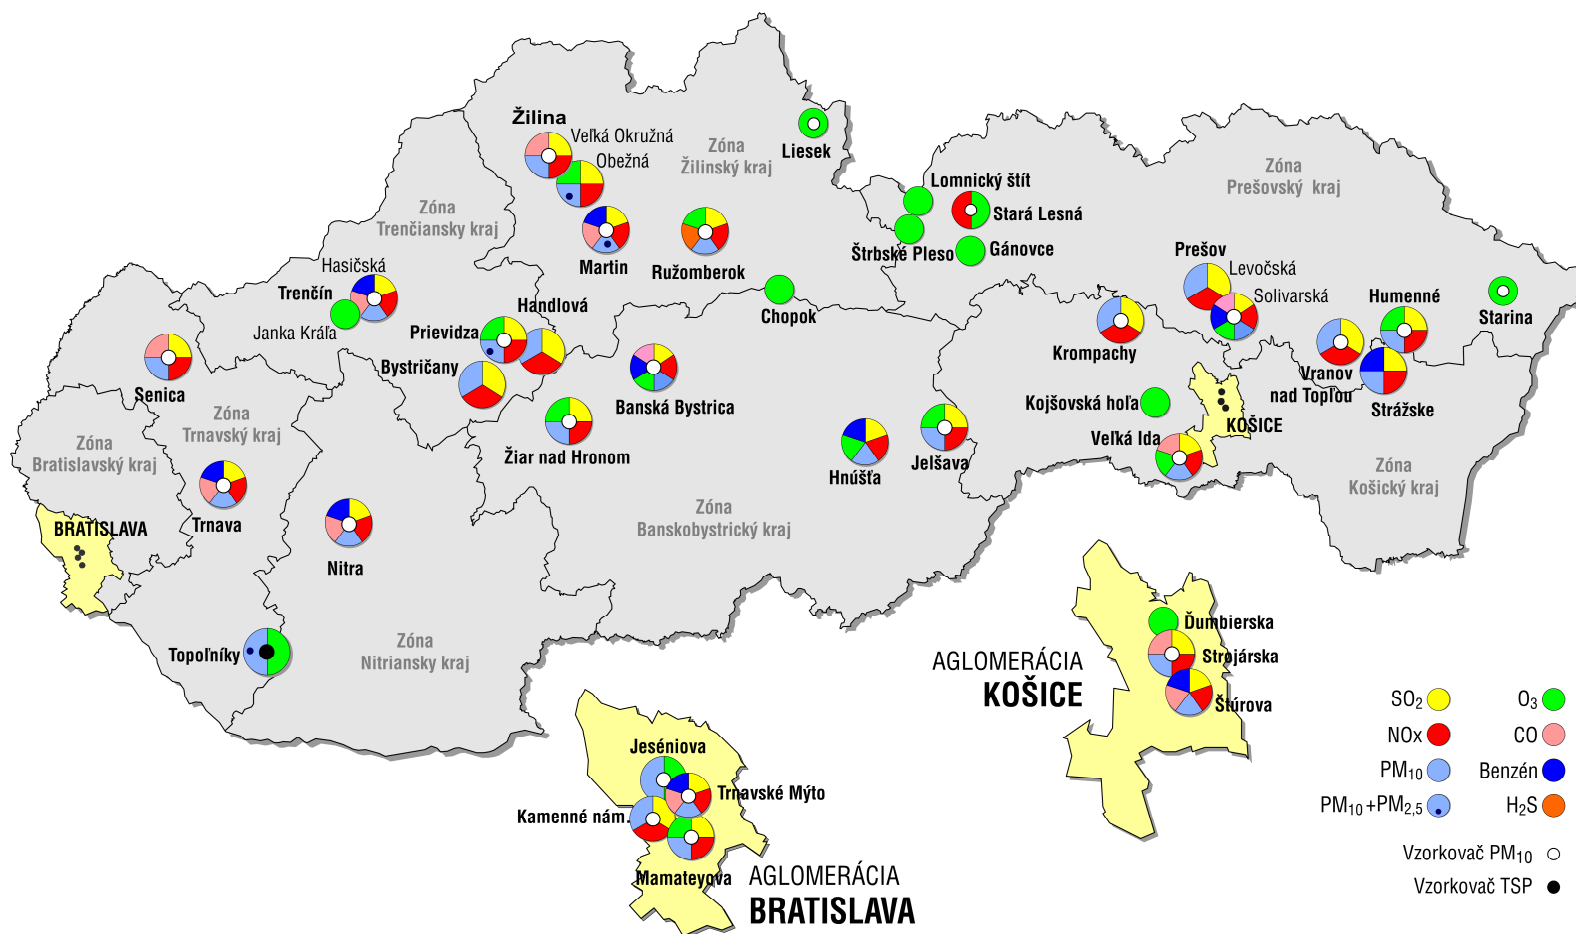 Žilina
Veľká Okružná
Obežná
Zóna
Žilinský kraj
Liesek
Zóna
Prešovský kraj
Lomnický štít
Stará Lesná
Štrbské Pleso
Gánovce
Zóna
Trenčiansky kraj
Martin
Ružomberok
Prešov
Levočská
Solivarská
Hasičská
Trenčín
Janka Kráľa
Handlová
Prievidza
Bystričany
Chopok
Humenné
Starina
Krompachy
Vranov
nad Topľou
Strážske
Senica
Banská Bystrica
Kojšovská hoľa
KOŠICE
Zóna
Trnavský kraj
Zóna
Bratislavský kraj
Žiar nad Hronom
Hnúšťa
Jelšava
Veľká Ida
Zóna
Košický kraj
Trnava
Nitra
Zóna
Banskobystrický kraj
BRATISLAVA
Topoľníky
Zóna
Nitriansky kraj
Ďumbierska
Strojárska
Štúrova
AGLOMERÁCIA
KOŠICE
Jeséniova
Trnavské Mýto
Kamenné nám.
Mamateyova
AGLOMERÁCIA
BRATISLAVA
SO2
O3
NOx
CO
PM10
Benzén
PM10+PM2,5
H2S
Vzorkovač PM10
Vzorkovač TSP